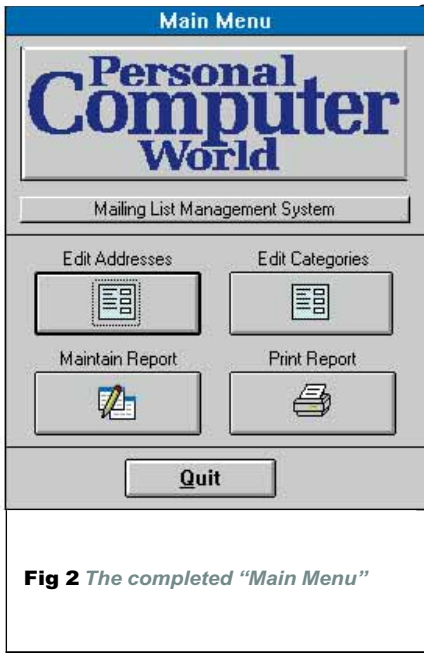 Main Menu
Personal
Computer
World
Mailing List Management System
Edit Addresses Edit Categories
Maintain Report Print Report
Quit
Fig 2 The completed “Main Menu”